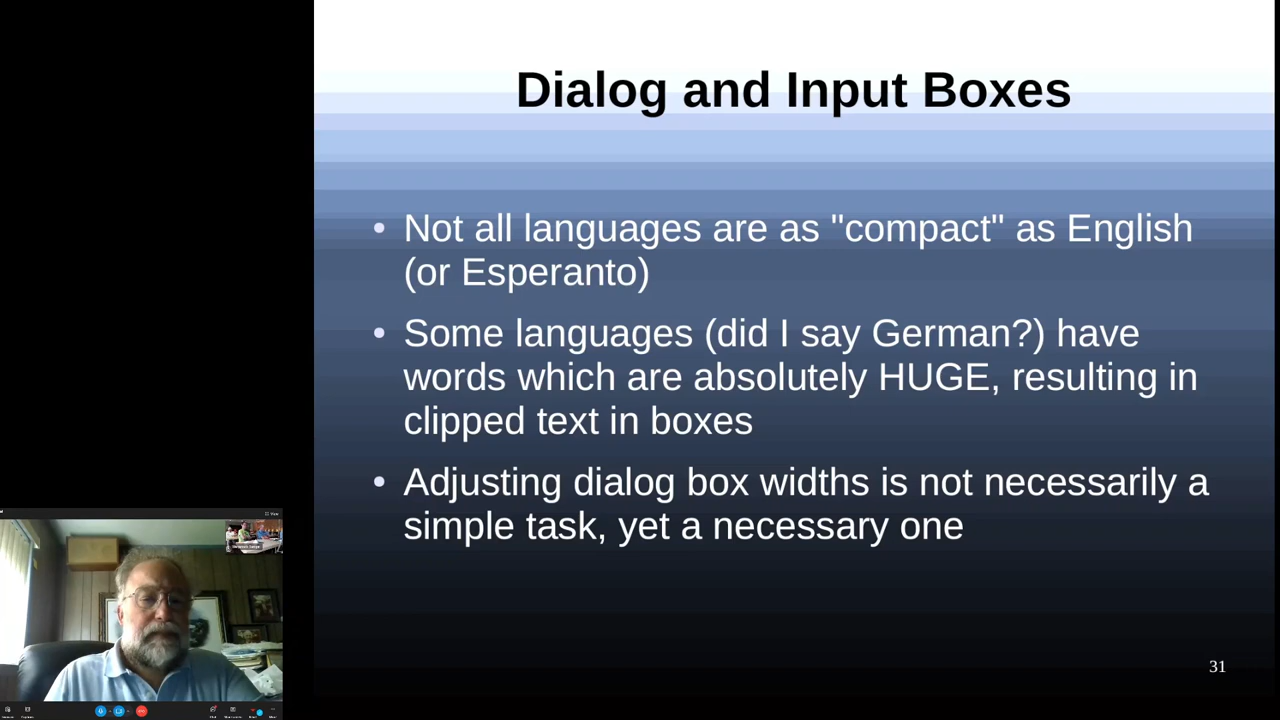 Dialog and Input Boxes
Not all languages are as "compact" as English
(or Esperanto)
Some languages (did I say German?) have
words which are absolutely HUGE, resulting in
clipped text in boxes
Adjusting dialog box widths is not necessarily a
simple task, yet a necessary one
31
View